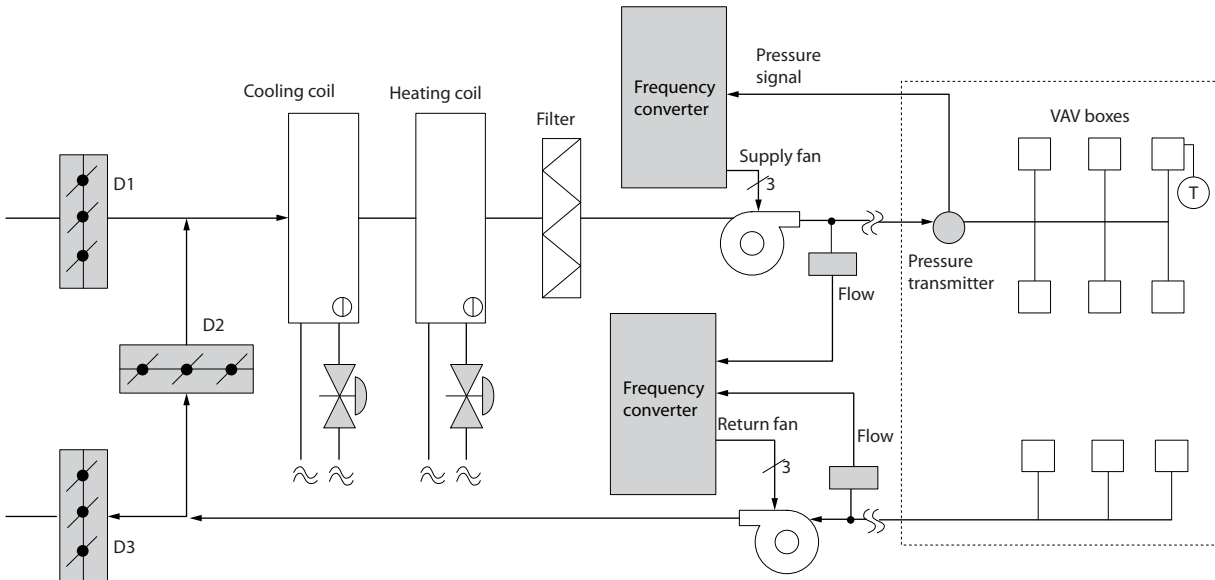 Cooling coil
Heating coil
Filter
Frequency
converter
Pressure
signal
VAV boxes
Supply fan
3
D1
T
Pressure
transmitter
Flow
D2
Frequency
converter
Return fan
3
Flow
D3